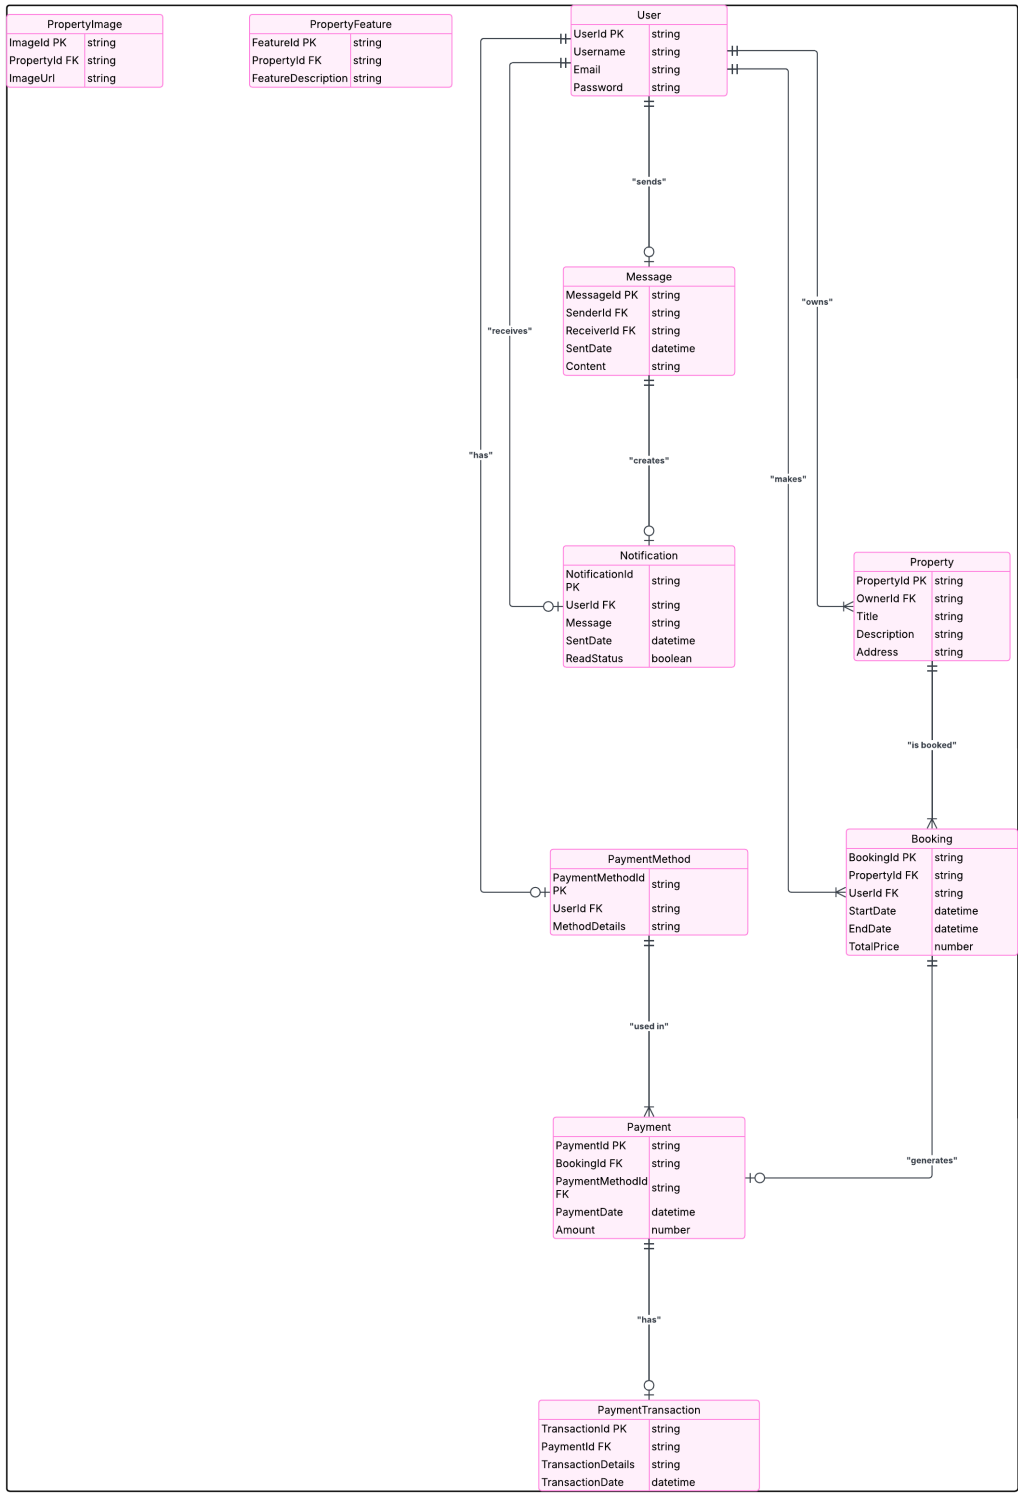 PropertyImage
ImageId PK string
PropertyId FK string
ImageUrl string
PropertyFeature
FeatureId PK string
PropertyId FK string
FeatureDescription string
User
UserId PK string
Username string
Email string
Password string
"sends"
Message
MessageId PK string
SenderId FK string
ReceiverId FK string
SentDate datetime
Content string
"owns"
"receives"
"has"
"creates"
"makes"
Notification
NotificationId
PK string
UserId FK string
Message string
SentDate datetime
ReadStatus boolean
Property
PropertyId PK string
OwnerId FK string
Title string
Description string
Address string
"is booked"
Booking
BookingId PK string
PropertyId FK string
UserId FK string
StartDate datetime
EndDate datetime
TotalPrice number
PaymentMethod
PaymentMethodId
PK string
UserId FK string
MethodDetails string
"used in"
Payment
PaymentId PK string
BookingId FK string
PaymentMethodId
FK string
PaymentDate datetime
Amount number
"generates"
"has"
PaymentTransaction
TransactionId PK string
PaymentId FK string
TransactionDetails string
TransactionDate datetime